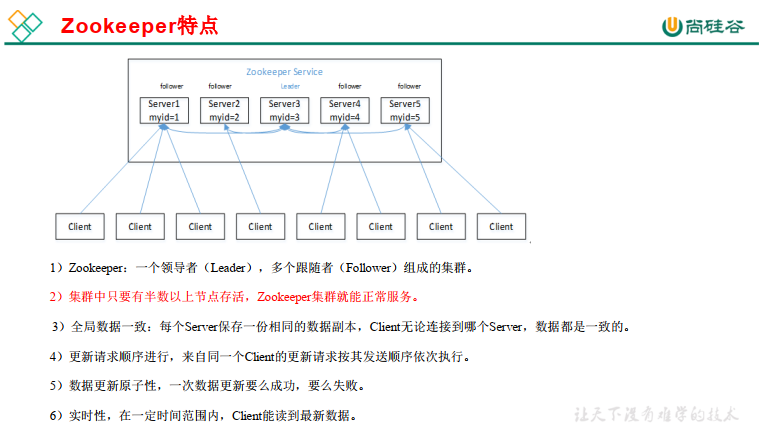 Zookeeper特点
尚硅谷
Zookeeper Service
follower follower Leader follower follower
Server1 Server2 Server3 Server4 Server5
myid=1 myid=2 myid=3 myid=4 myid=5
Client Client Client Client Client Client Client Client
1）Zookeeper：一个领导者（Leader），多个跟随者（Follower）组成的集群。
2）集群中只要有半数以上节点存活，Zookeeper集群就能正常服务。
3）全局数据一致：每个Server保存一份相同的数据副本，Client无论连接到哪个Server，数据都是一致的。
4）更新请求顺序进行，来自同一个Client的更新请求按其发送顺序依次执行。
5）数据更新原子性，一次数据更新要么成功，要么失败。
6）实时性，在一定时间范围内，Client能读到最新数据。
让天下没有难学的技术